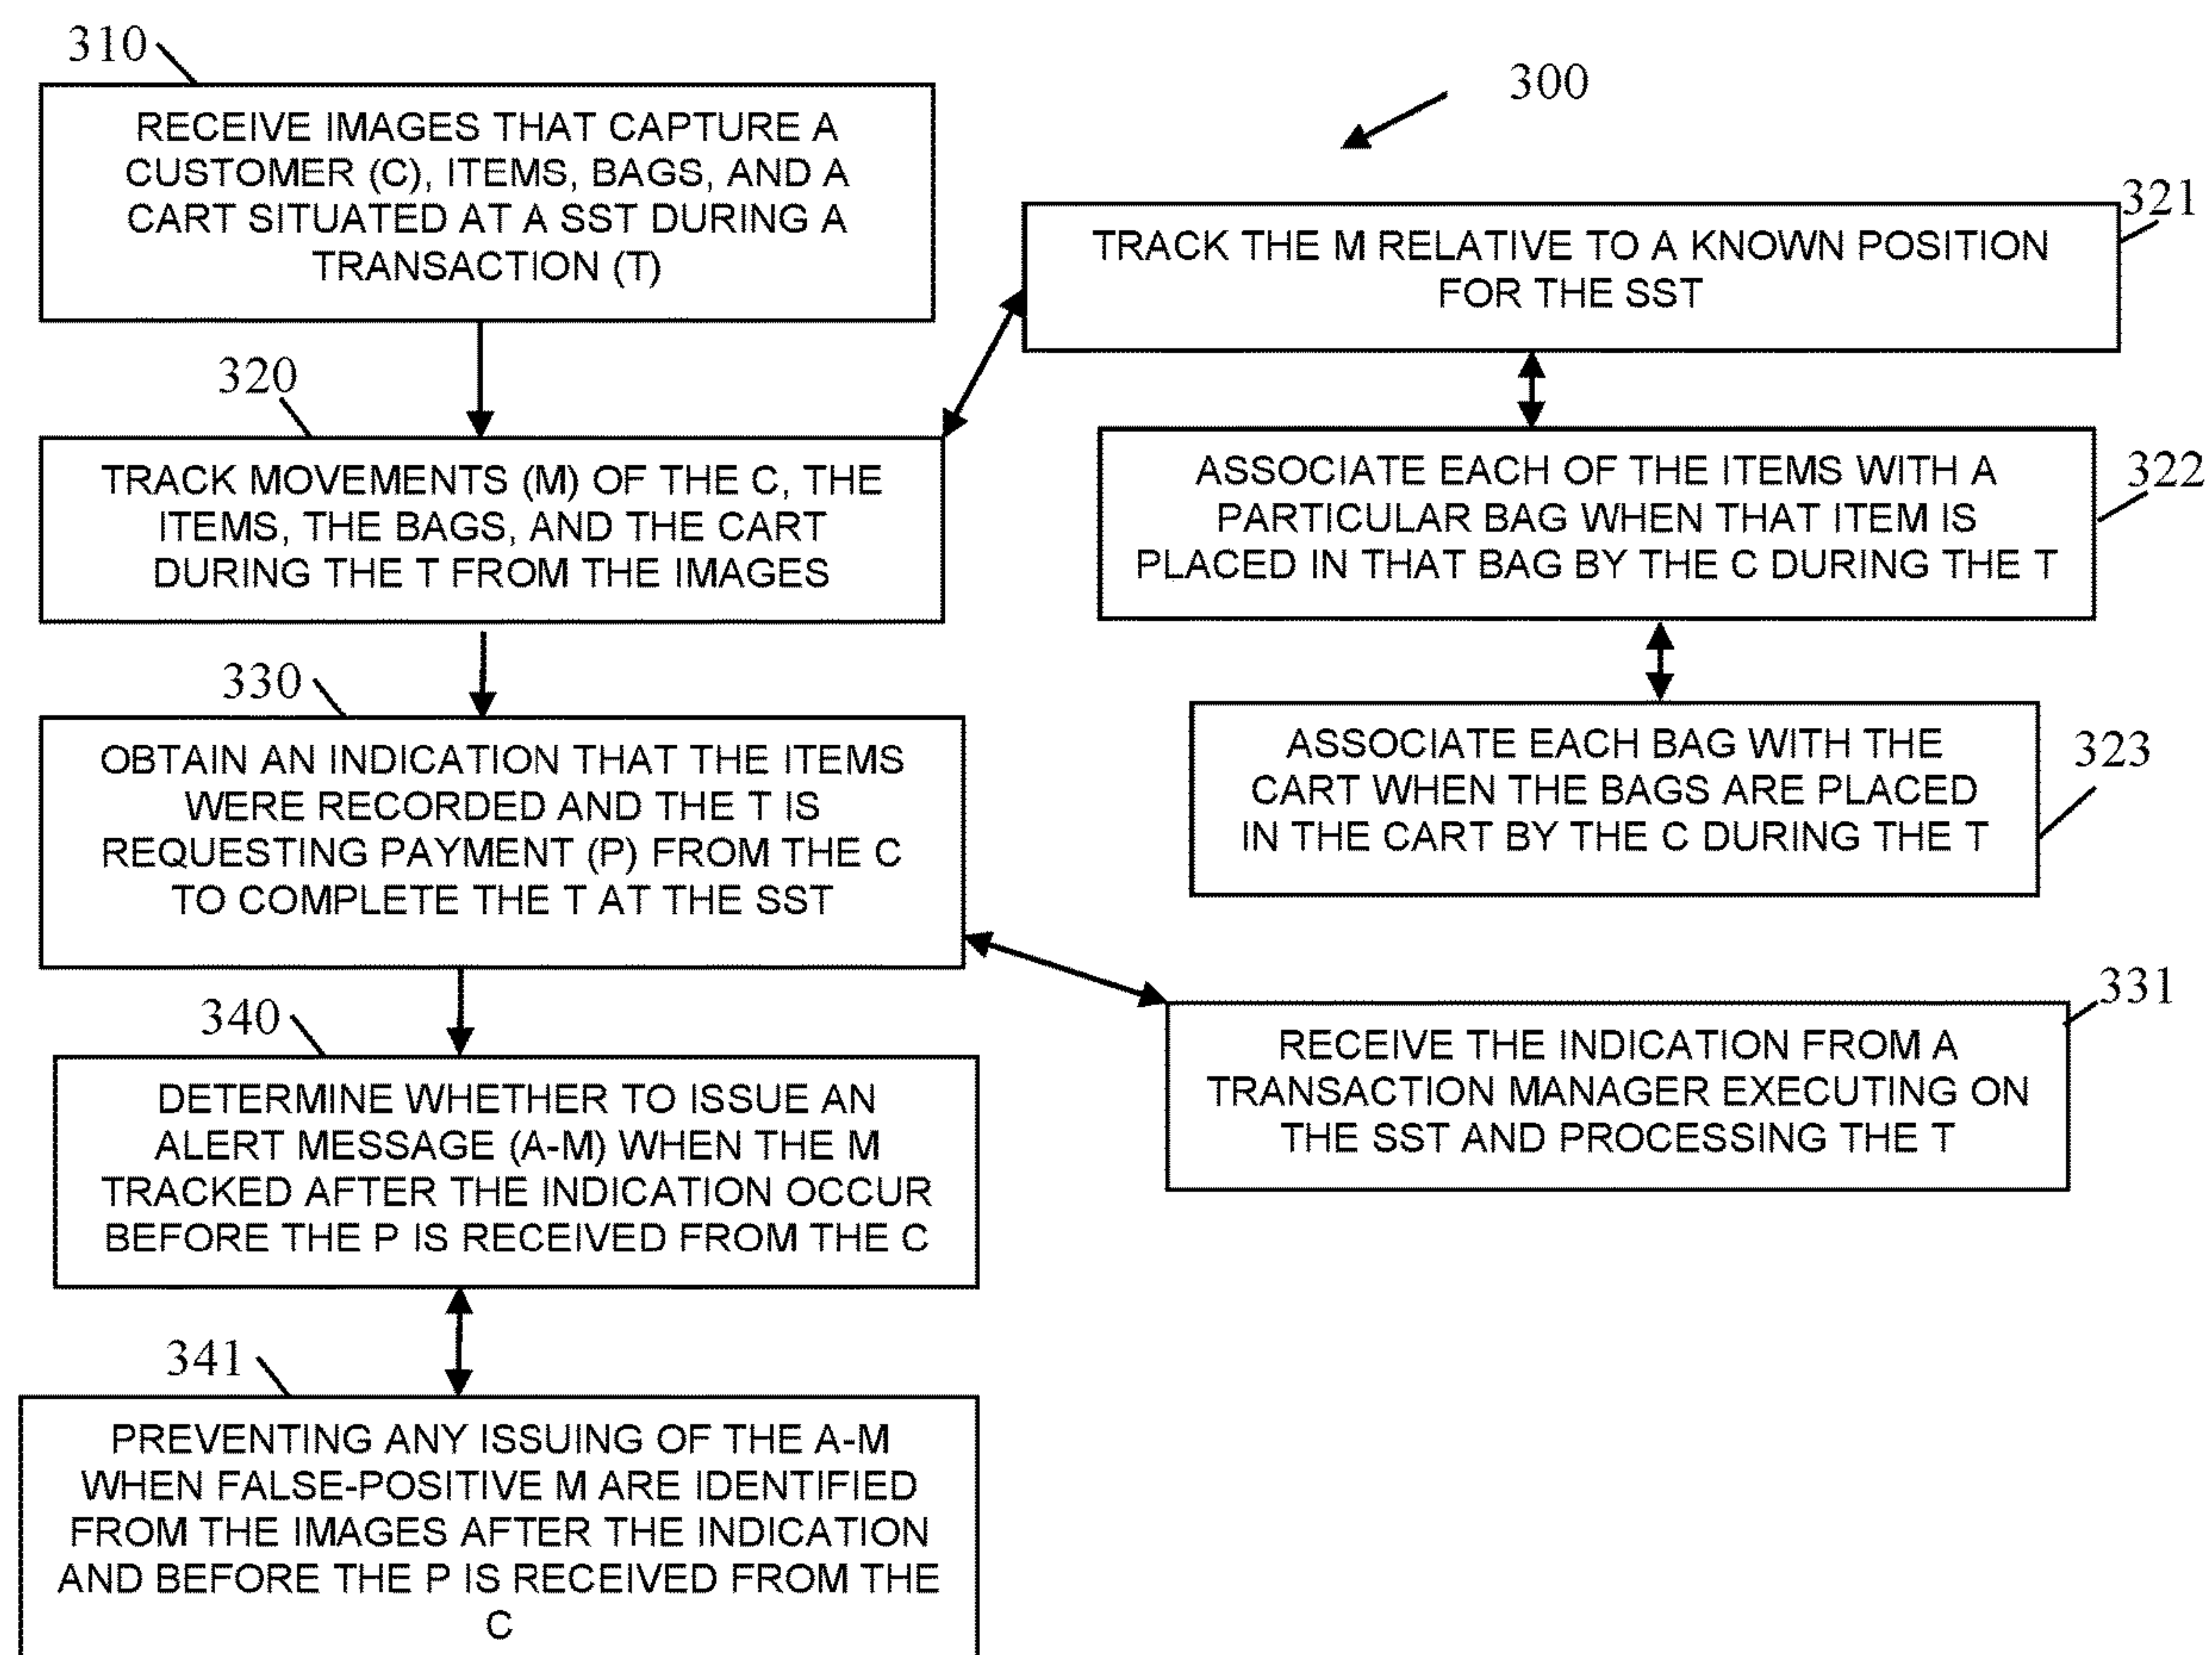 310
RECEIVE IMAGES THAT CAPTURE A
CUSTOMER (C), ITEMS, BAGS, AND A
CART SITUATED AT A SST DURING A
TRANSACTION (T)
300
320
TRACK MOVEMENTS (M) OF THE C, THE
ITEMS, THE BAGS, AND THE CART
DURING THE T FROM THE IMAGES
321
TRACK THE M RELATIVE TO A KNOWN POSITION
FOR THE SST
322
ASSOCIATE EACH OF THE ITEMS WITH A
PARTICULAR BAG WHEN THAT ITEM IS
PLACED IN THAT BAG BY THE C DURING THE T
323
ASSOCIATE EACH BAG WITH THE
CART WHEN THE BAGS ARE PLACED
IN THE CART BY THE C DURING THE T
330
OBTAIN AN INDICATION THAT THE ITEMS
WERE RECORDED AND THE T IS
REQUESTING PAYMENT (P) FROM THE C
TO COMPLETE THE T AT THE SST
331
RECEIVE THE INDICATION FROM A
TRANSACTION MANAGER EXECUTING ON
THE SST AND PROCESSING THE T
340
DETERMINE WHETHER TO ISSUE AN
ALERT MESSAGE (A-M) WHEN THE M
TRACKED AFTER THE INDICATION OCCUR
BEFORE THE P IS RECEIVED FROM THE C
341
PREVENTING ANY ISSUING OF THE A-M
WHEN FALSE-POSITIVE M ARE IDENTIFIED
FROM THE IMAGES AFTER THE INDICATION
AND BEFORE THE P IS RECEIVED FROM THE
C